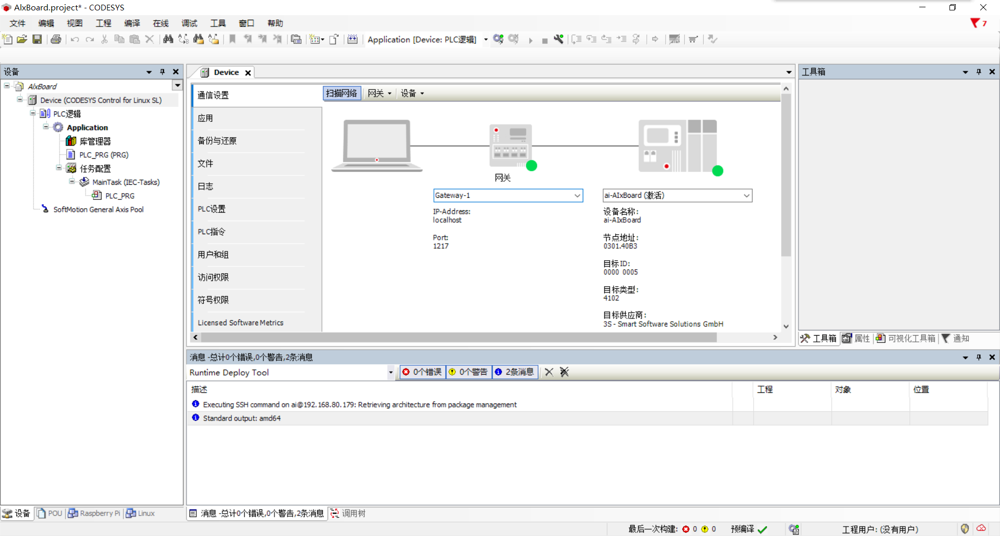 AlxBoard.project* - CODESYS
文件 编辑 视图 工程 编译 在线 调试 工具 窗口 帮助
7
Application [Device: PLC逻辑]
设备
AlxBoard
Device (CODESYS Control for Linux SL)
PLC逻辑
Application
库管理器
PLC_PRG (PRG)
任务配置
MainTask (IEC-Tasks)
PLC_PRG
SoftMotion General Axis Pool
Device
通信设置
应用
备份与还原
文件
日志
PLC设置
PLC指令
用户和组
访问权限
符号权限
Licensed Software Metrics
扫描网络 网关 设备
网关
Gateway-1
IP-Address:
localhost
Port:
1217
ai-AIxBoard (激活)
设备名称:
ai-AIxBoard
节点地址:
0301.40B3
目标ID:
0000 0005
目标类型:
4102
目标供应商:
3S - Smart Software Solutions GmbH
工具箱
工具箱 属性 可视化工具箱 通知
消息 -总计0个错误,0个警告,2条消息
Runtime Deploy Tool 0个错误 0个警告 2条消息
描述 工程 对象 位置
Executing SSH command on ai@192.168.80.179: Retrieving architecture from package management
Standard output: amd64
设备 POU Raspberry Pi Linux
消息 -总计0个错误,0个警告,2条消息 调用树
最后一次构建: 0 0 预编译 工程用户: (没有用户)